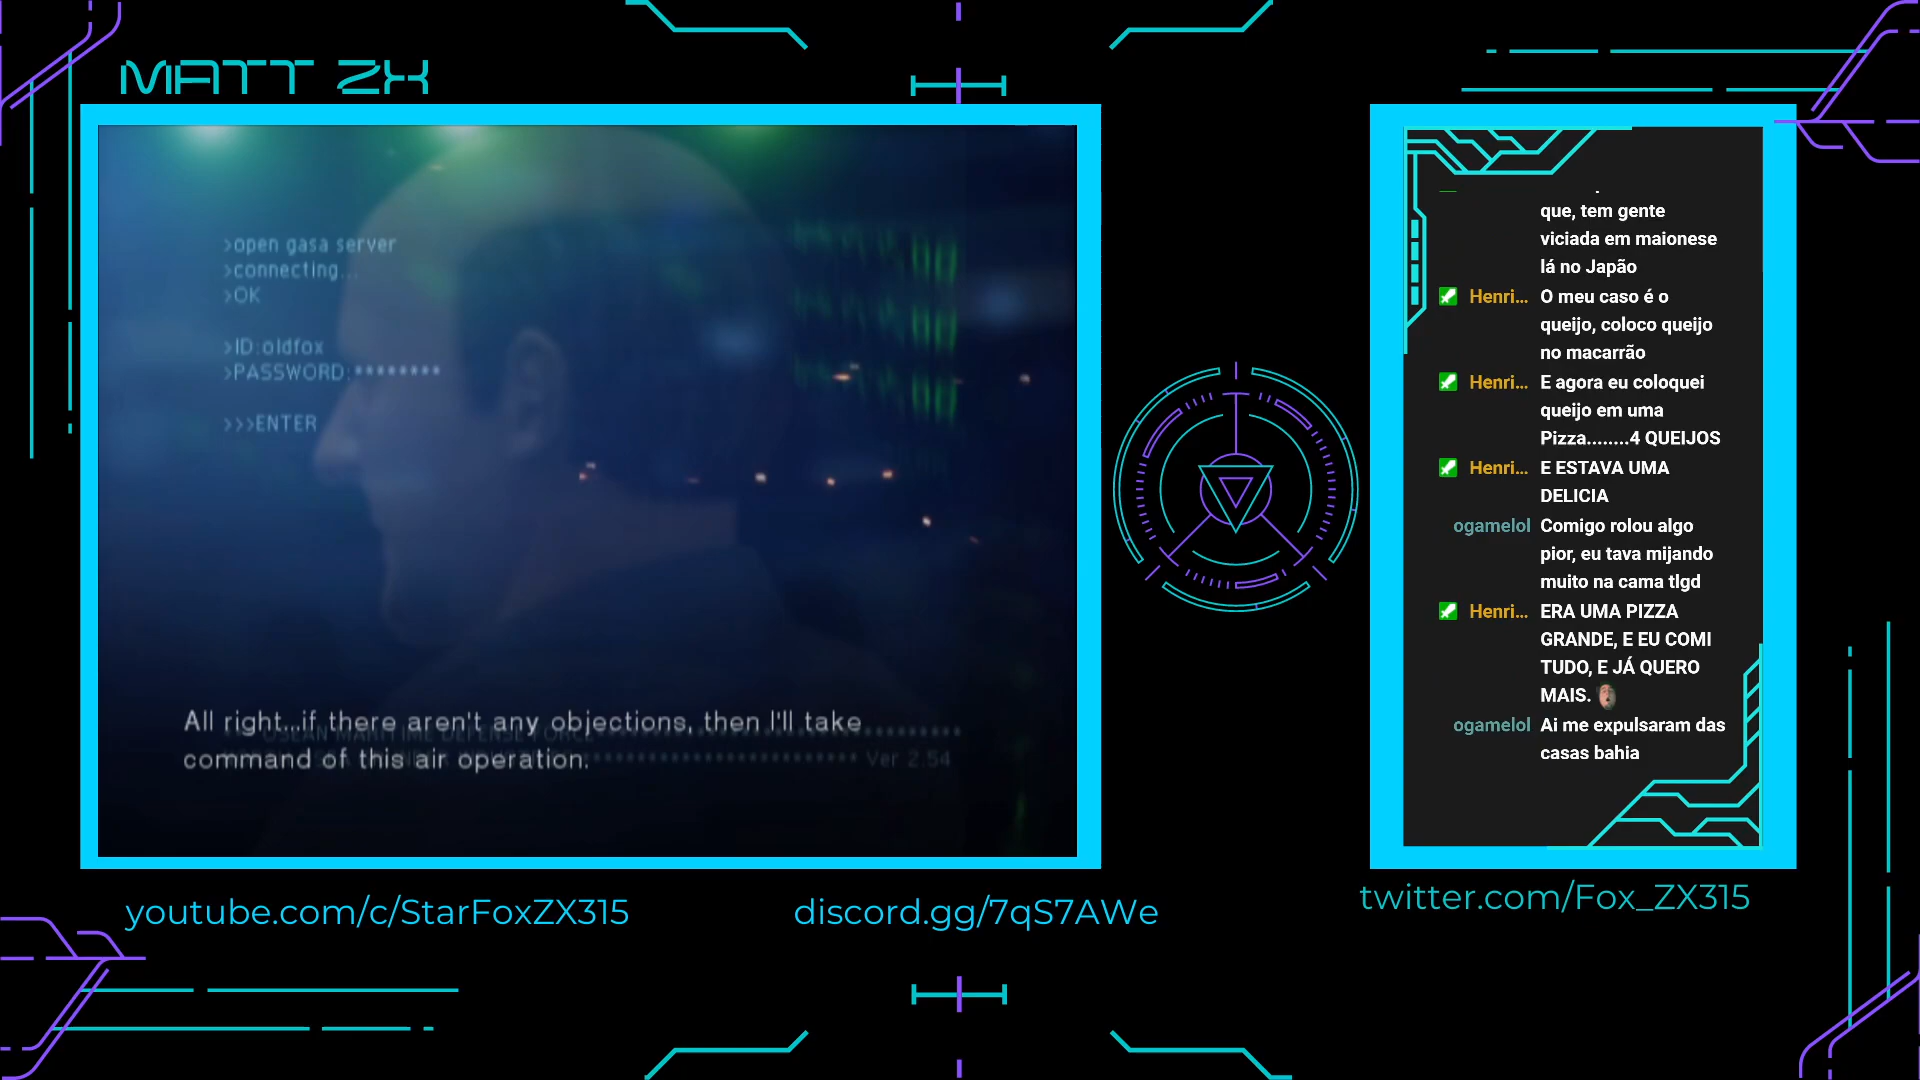 MATT ZX
>open gasa server
>connecting...
>OK
>ID:oldfox
>PASSWORD:********
>>>ENTER
All right...if there aren't any objections, then I'll take
command of this air operation.
Ver 2.54
que, tem gente
viciada em maionese
lá no Japão
Henri... O meu caso é o
queijo, coloco queijo
no macarrão
Henri... E agora eu coloquei
queijo em uma
Pizza........4 QUEIJOS
Henri... E ESTAVA UMA
DELICIA
ogamelol Comigo rolou algo
pior, eu tava mijando
muito na cama tlgd
Henri... ERA UMA PIZZA
GRANDE, E EU COMI
TUDO, E JÁ QUERO
MAIS.
ogamelol Ai me expulsaram das
casas bahia
youtube.com/c/StarFoxZX315
discord.gg/7qS7AWe
twitter.com/Fox_ZX315